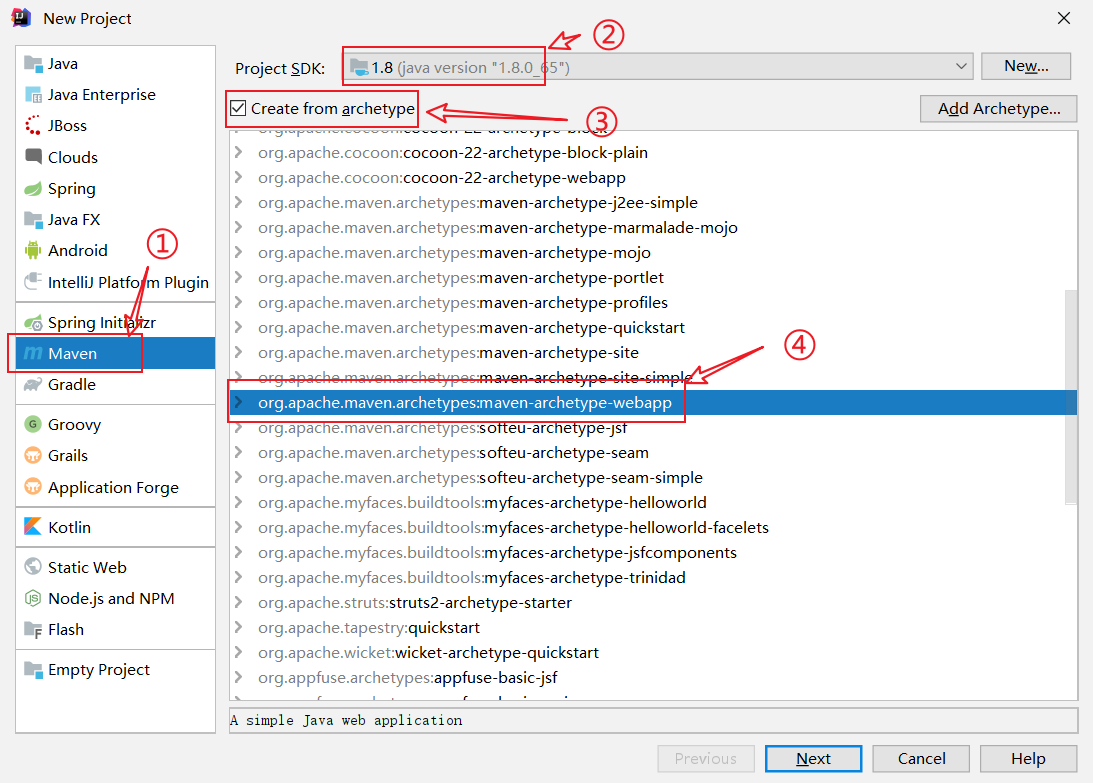 New Project
Java
Java Enterprise
JBoss
Clouds
Spring
Java FX
Android
IntelliJ Platform Plugin
Spring Initializr
Maven
Gradle
Groovy
Grails
Application Forge
Kotlin
Static Web
Node.js and NPM
Flash
Empty Project
①
②
Project SDK: 1.8 (java version "1.8.0_65") New...
Create from archetype
③
Add Archetype...
org.apache.cocoon:cocoon-22-archetype-block
org.apache.cocoon:cocoon-22-archetype-block-plain
org.apache.cocoon:cocoon-22-archetype-webapp
org.apache.maven.archetypes:maven-archetype-j2ee-simple
org.apache.maven.archetypes:maven-archetype-marmalade-mojo
org.apache.maven.archetypes:maven-archetype-mojo
org.apache.maven.archetypes:maven-archetype-portlet
org.apache.maven.archetypes:maven-archetype-profiles
org.apache.maven.archetypes:maven-archetype-quickstart
org.apache.maven.archetypes:maven-archetype-site
④
org.apache.maven.archetypes:maven-archetype-site-simple
org.apache.maven.archetypes:maven-archetype-webapp
org.apache.maven.archetypes:softeu-archetype-jsf
org.apache.maven.archetypes:softeu-archetype-seam
org.apache.maven.archetypes:softeu-archetype-seam-simple
org.apache.myfaces.buildtools:myfaces-archetype-helloworld
org.apache.myfaces.buildtools:myfaces-archetype-helloworld-facelets
org.apache.myfaces.buildtools:myfaces-archetype-jsfcomponents
org.apache.myfaces.buildtools:myfaces-archetype-trinidad
org.apache.struts:struts2-archetype-starter
org.apache.tapestry:quickstart
org.apache.wicket:wicket-archetype-quickstart
org.appfuse.archetypes:appfuse-basic-jsf
A simple Java web application
Previous
Next
Cancel
Help